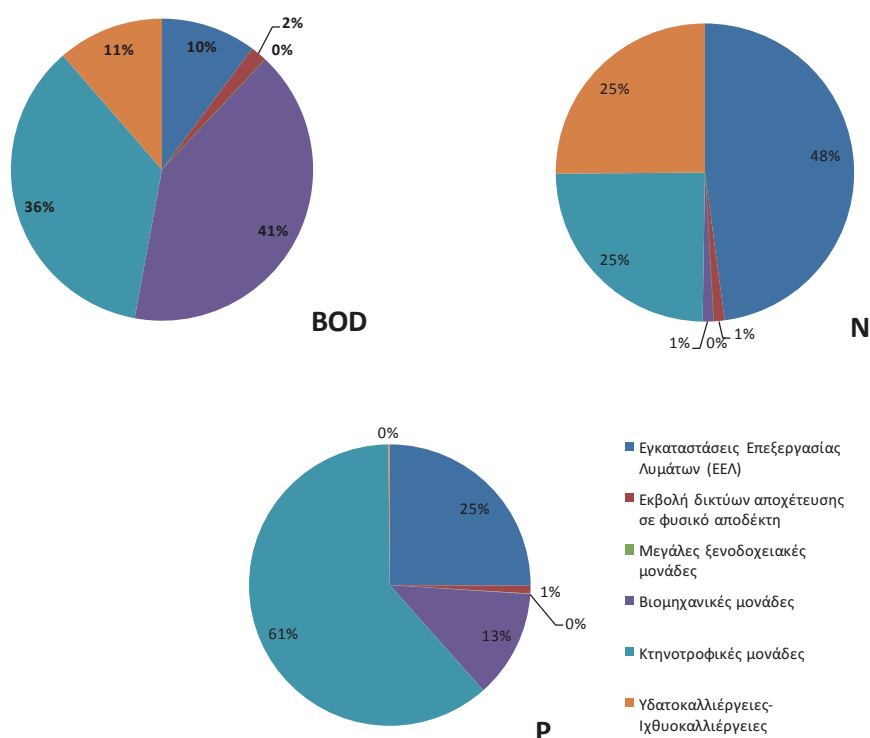 2%
11%
10%
0%
36%
41%
BOD
25%
48%
25%
1%
0%
1%
N
0%
25%
1%
0%
61%
13%
P
Εγκαταστάσεις Επεξεργασίας
Λυμάτων (ΕΕΛ)
Εκβολή δικτύων αποχέτευσης
σε φυσικό αποδέκτη
Μεγάλες ξενοδοχειακές
μονάδες
Βιομηχανικές μονάδες
Κτηνοτροφικές μονάδες
Υδατοκαλλιέργειες-
Ιχθυοκαλλιέργειες